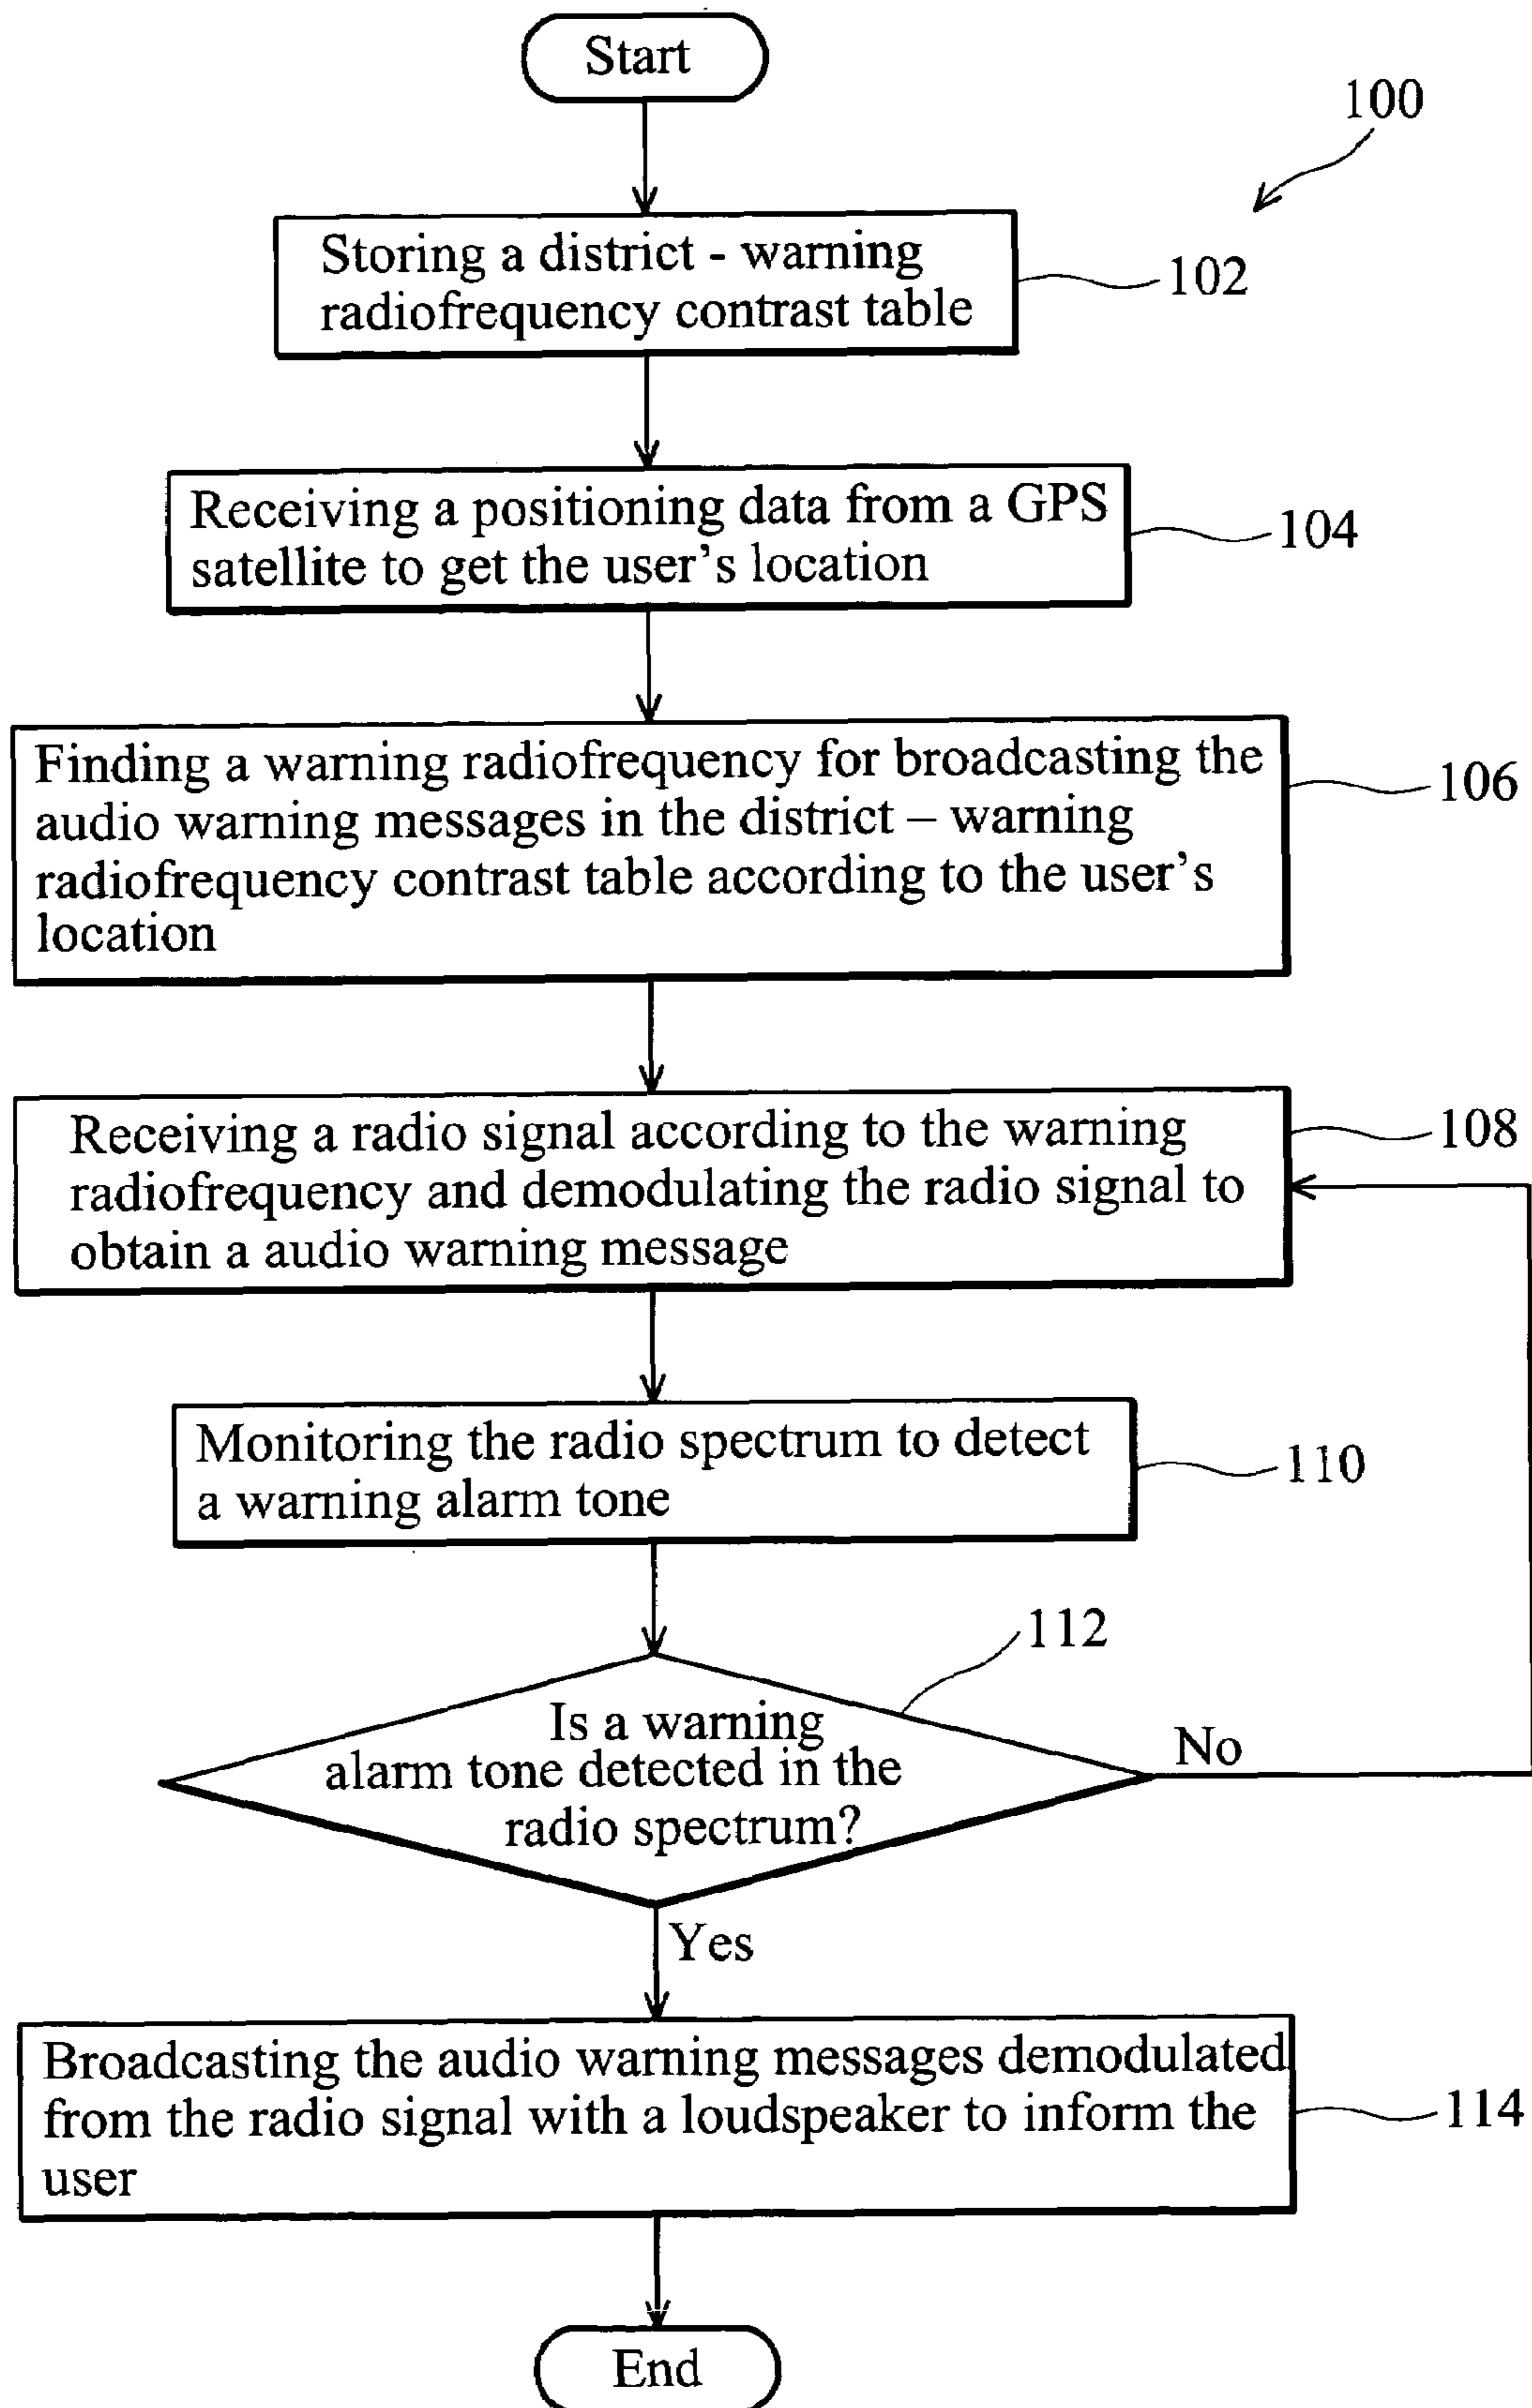 Start
100
Storing a district - warning
radiofrequency contrast table
102
Receiving a positioning data from a GPS
satellite to get the user's location
104
Finding a warning radiofrequency for broadcasting the
audio warning messages in the district – warning
radiofrequency contrast table according to the user's
location
106
Receiving a radio signal according to the warning
radiofrequency and demodulating the radio signal to
obtain a audio warning message
108
Monitoring the radio spectrum to detect
a warning alarm tone
110
112
Is a warning
alarm tone detected in the
radio spectrum?
No
Yes
Broadcasting the audio warning messages demodulated
from the radio signal with a loudspeaker to inform the
user
114
End